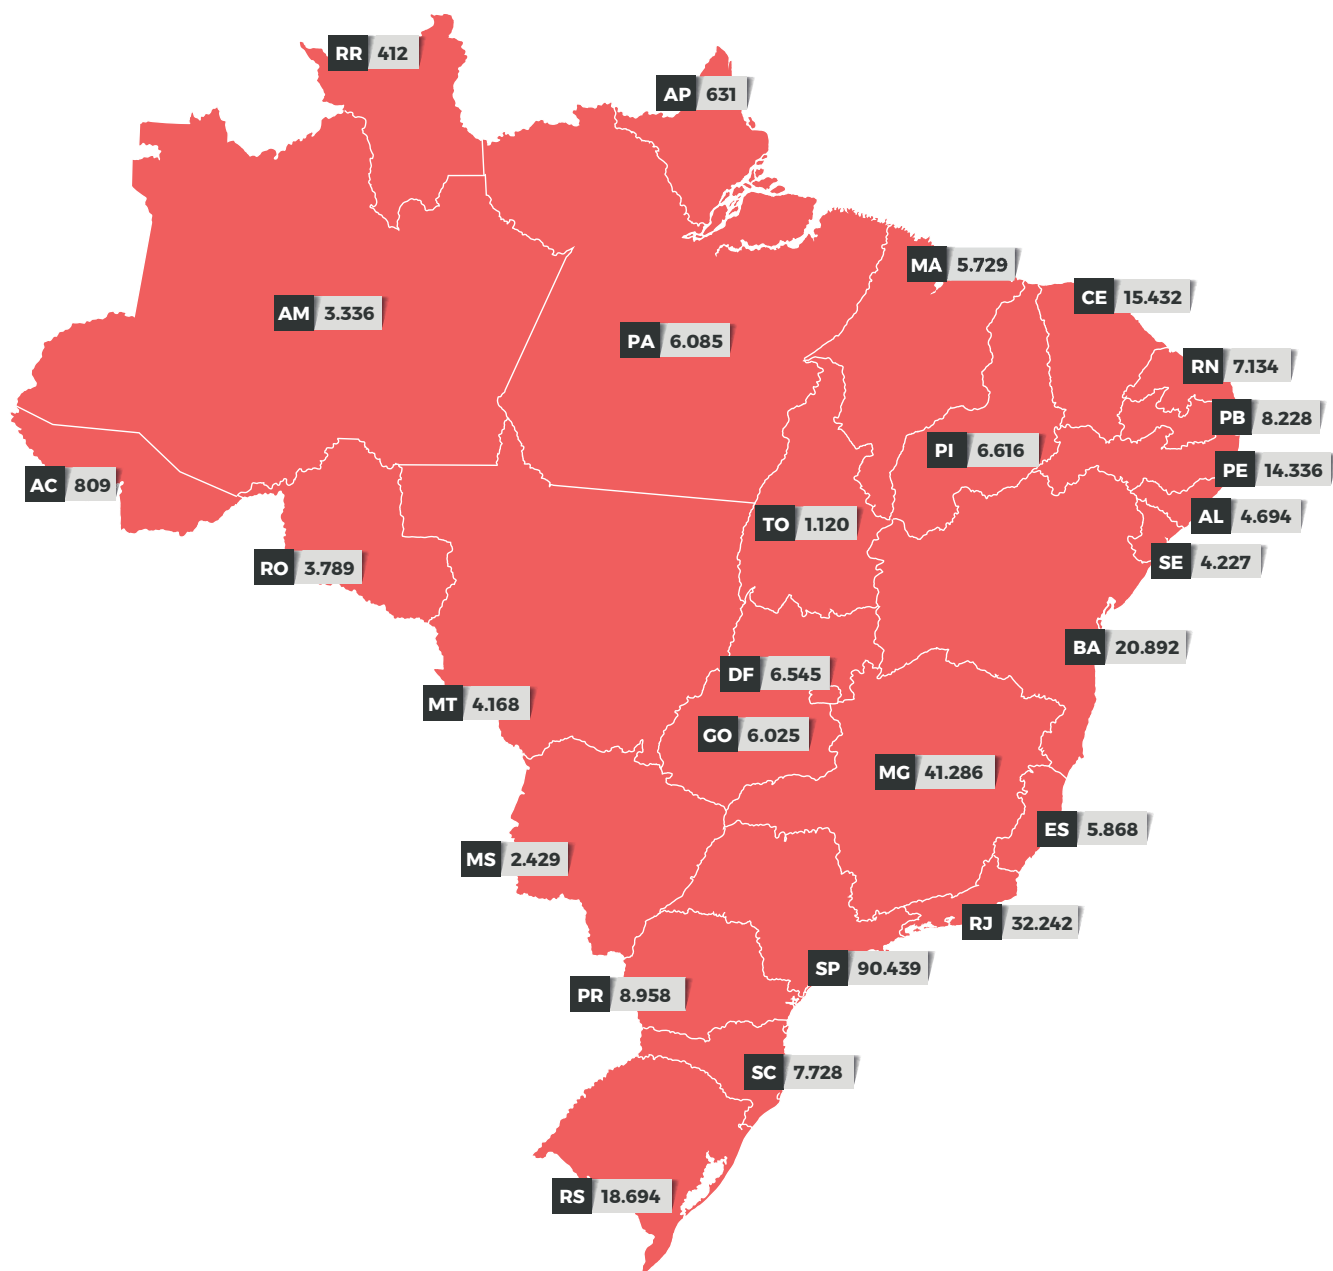 RR 412
AP 631
MA 5.729
CE 15.432
AM 3.336
PA 6.085
RN 7.134
PB 8.228
PI 6.616
PE 14.336
AC 809
AL 4.694
TO 1.120
SE 4.227
RO 3.789
BA 20.892
DF 6.545
MT 4.168
GO 6.025
MG 41.286
ES 5.868
MS 2.429
RJ 32.242
SP 90.439
PR 8.958
SC 7.728
RS 18.694